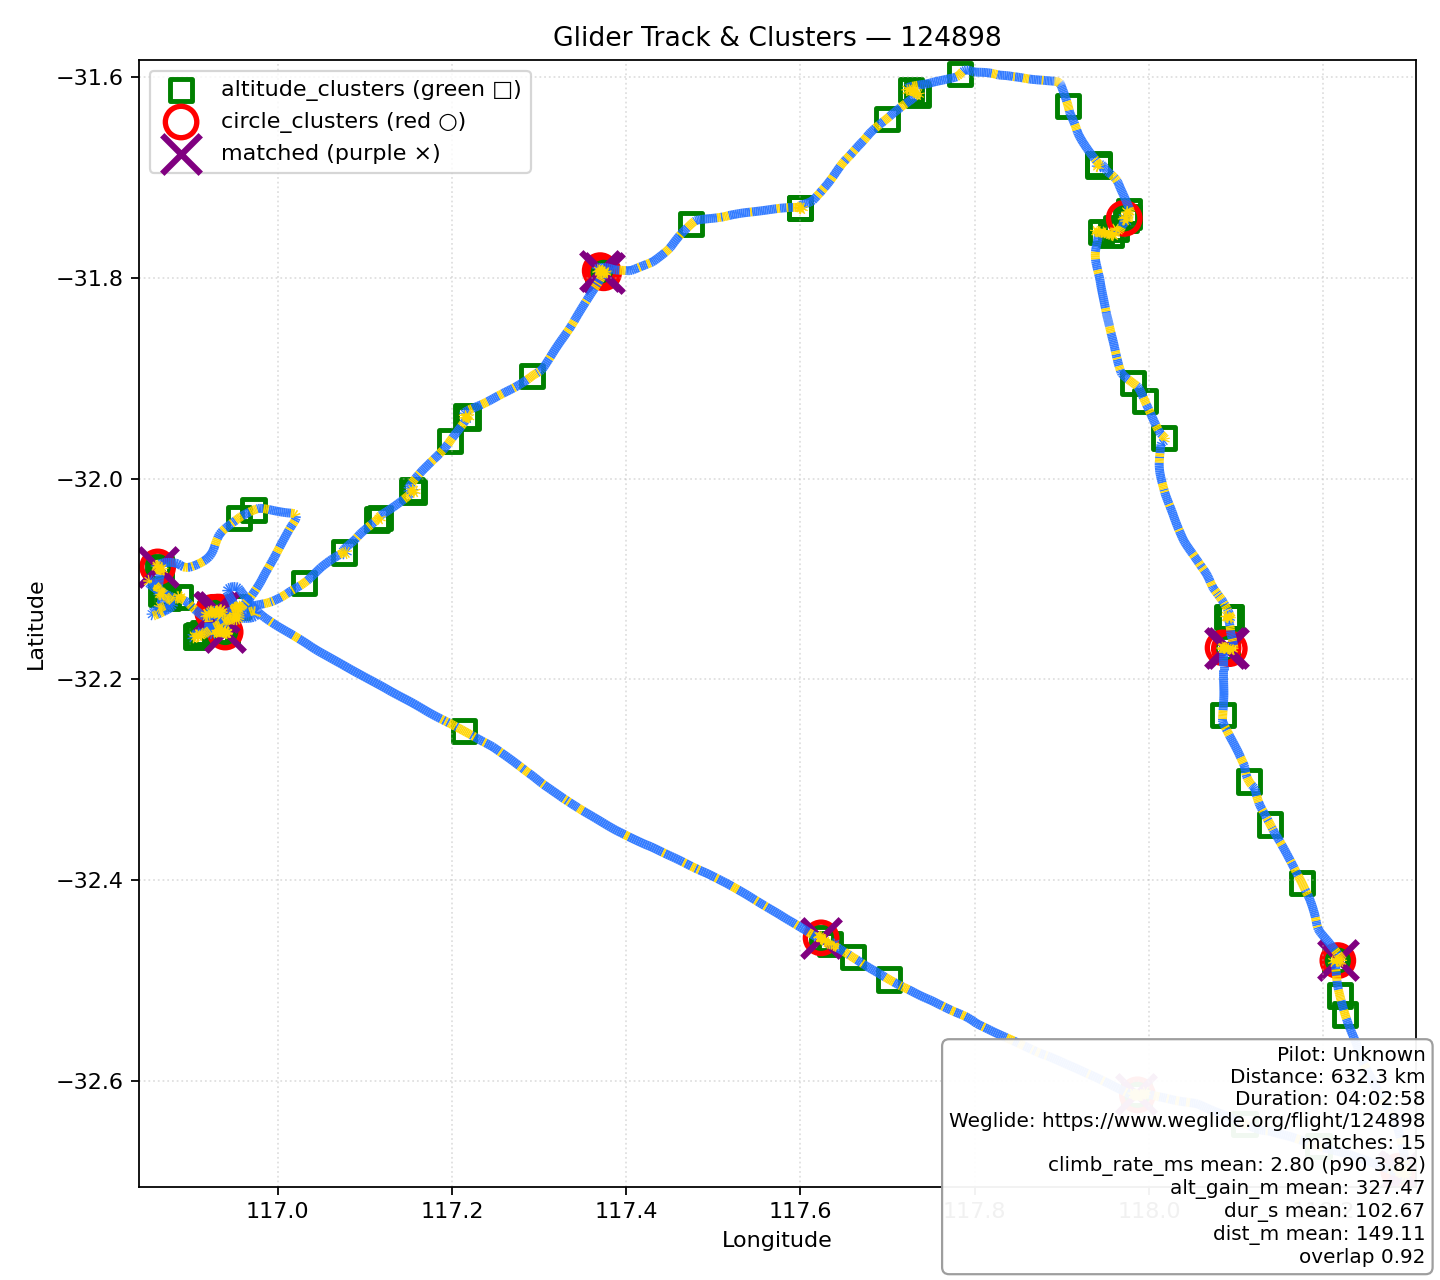 Glider Track & Clusters — 124898
altitude_clusters (green □)
circle_clusters (red ○)
matched (purple ×)
−31.6
−31.8
−32.0
−32.2
−32.4
−32.6
Latitude
117.0
117.2
117.4
117.6
117.8
118.0
Longitude
Pilot: Unknown
Distance: 632.3 km
Duration: 04:02:58
Weglide: https://www.weglide.org/flight/124898
matches: 15
climb_rate_ms mean: 2.80 (p90 3.82)
alt_gain_m mean: 327.47
dur_s mean: 102.67
dist_m mean: 149.11
overlap 0.92